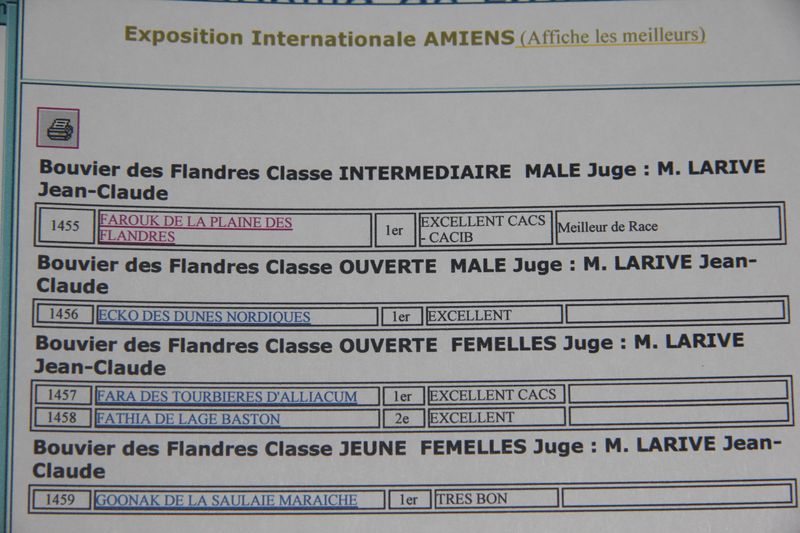 Exposition Internationale AMIENS (Affiche les meilleurs)
Bouvier des Flandres Classe INTERMEDIAIRE MALE Juge : M. LARIVE
Jean-Claude
1455 FAROUK DE LA PLAINE DES FLANDRES 1er EXCELLENT CACS - CACIB Meilleur de Race
Bouvier des Flandres Classe OUVERTE MALE Juge : M. LARIVE Jean-
Claude
1456 ECKO DES DUNES NORDIQUES 1er EXCELLENT
Bouvier des Flandres Classe OUVERTE FEMELLES Juge : M. LARIVE
Jean-Claude
1457 FARA DES TOURBIERES D'ALLIACUM 1er EXCELLENT CACS
1458 FATHIA DE LAGE BASTON 2e EXCELLENT
Bouvier des Flandres Classe JEUNE FEMELLES Juge : M. LARIVE Jean-
Claude
1459 GOONAK DE LA SAULAIE MARAICHE 1er TRES BON